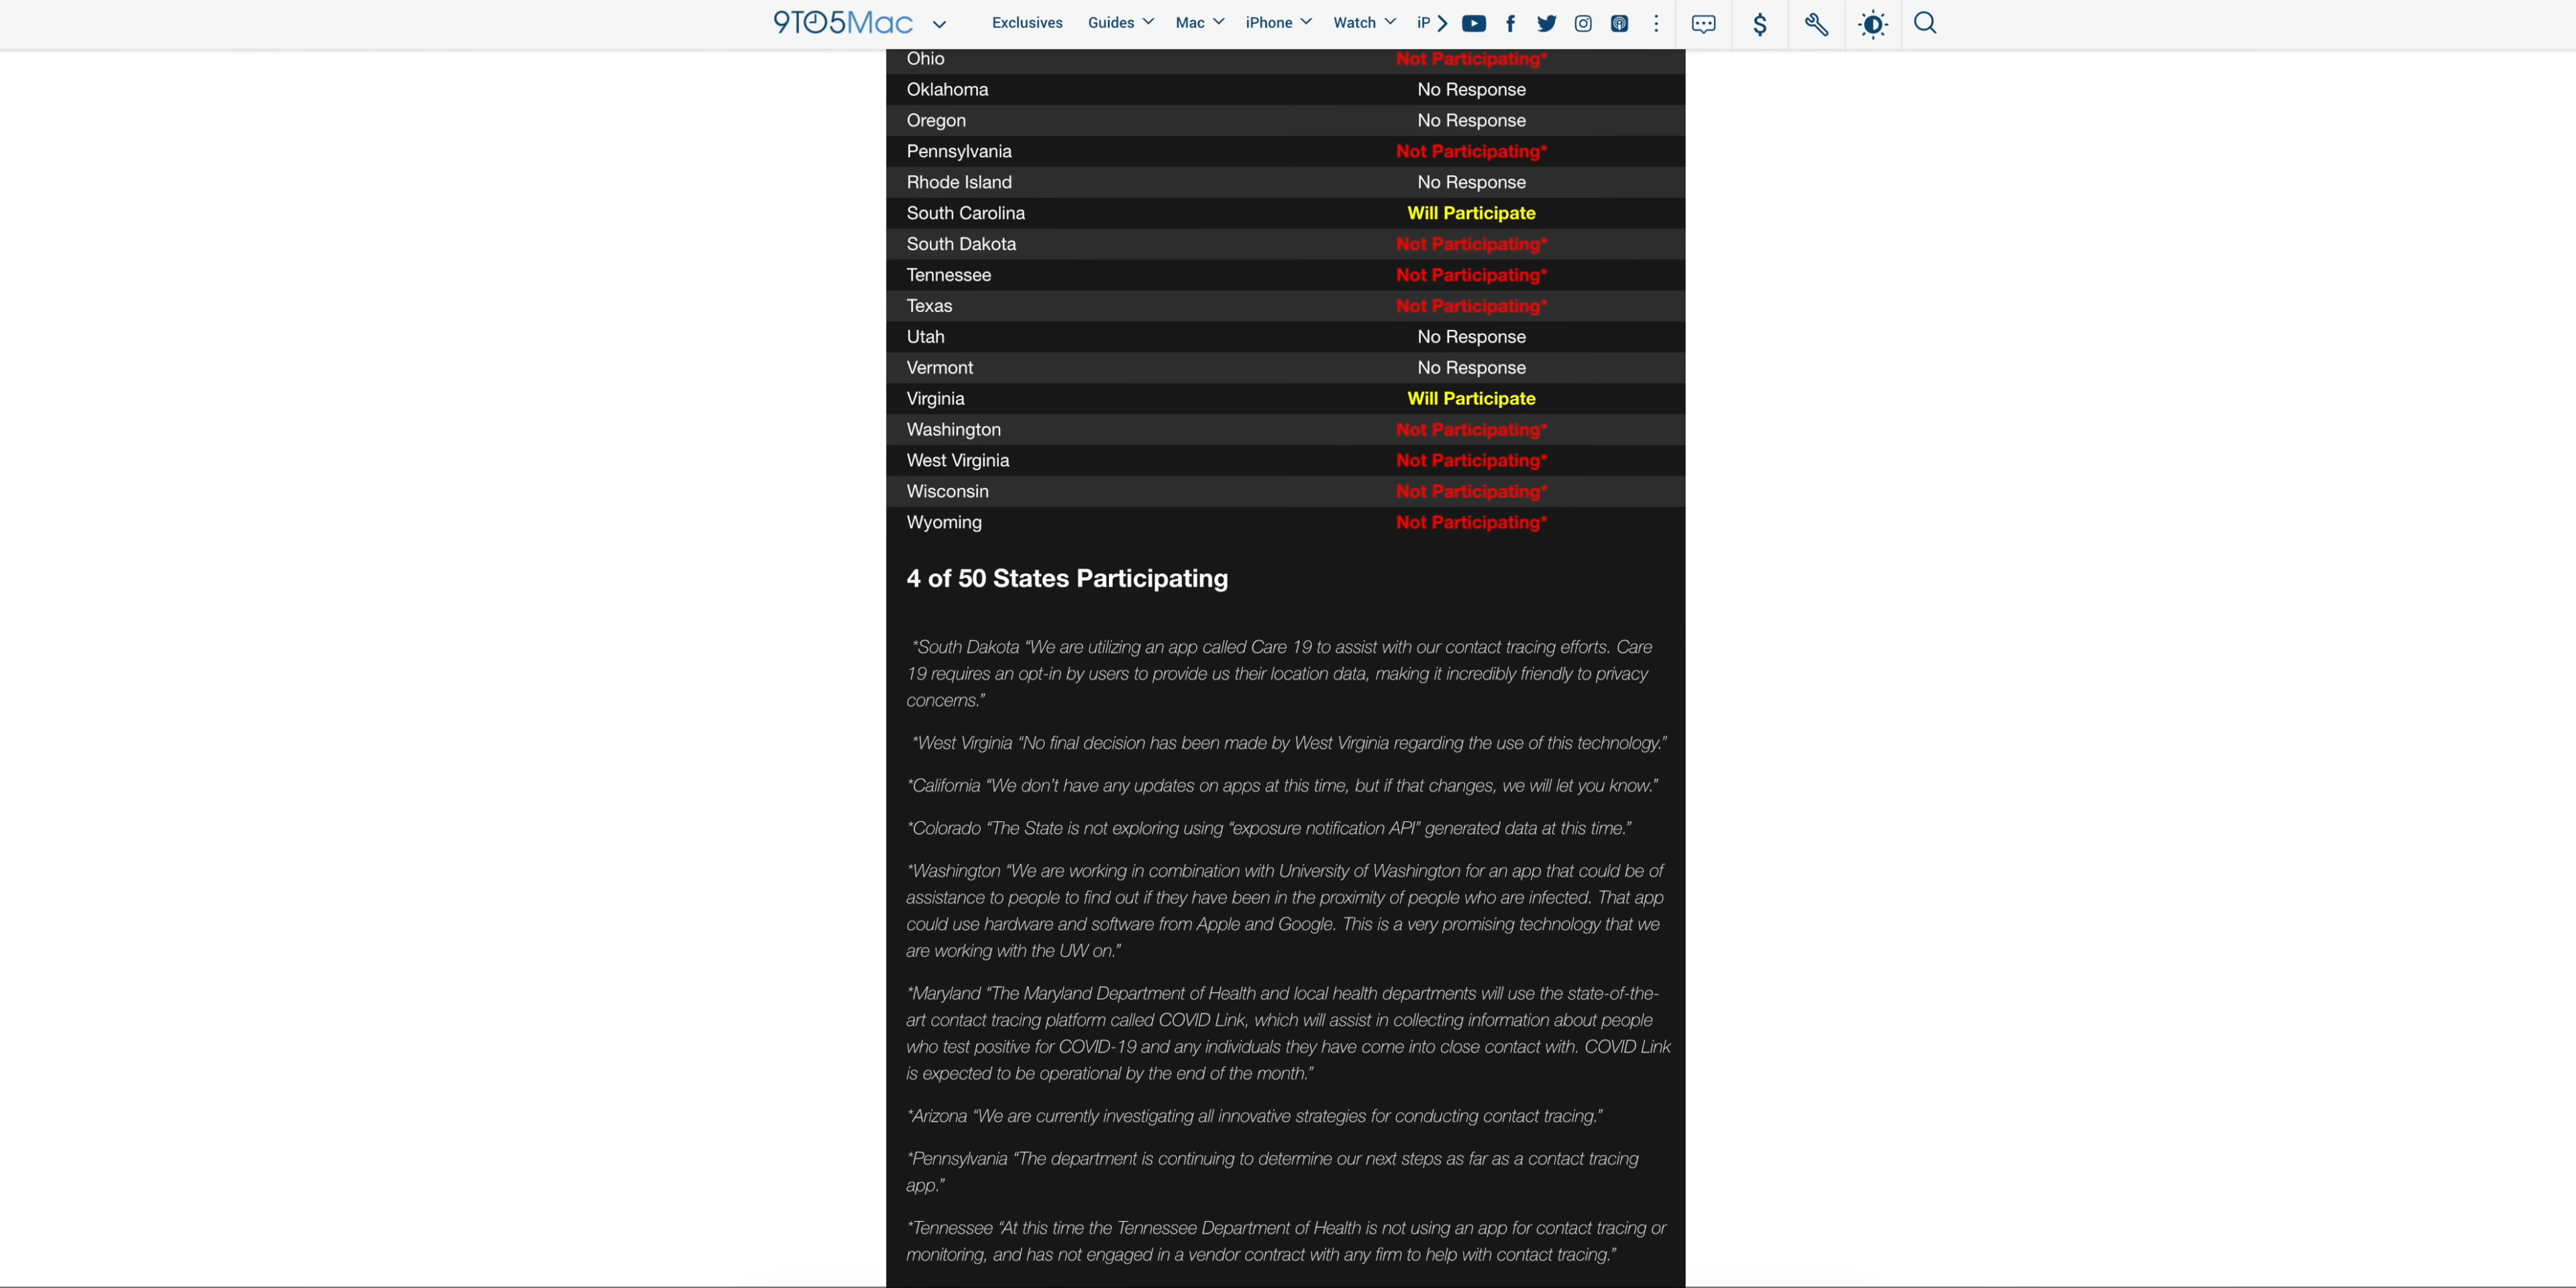 9TO5Mac Exclusives Guides Mac iPhone Watch iP
Ohio Not Participating*
Oklahoma No Response
Oregon No Response
Pennsylvania Not Participating*
Rhode Island No Response
South Carolina Will Participate
South Dakota Not Participating*
Tennessee Not Participating*
Texas Not Participating*
Utah No Response
Vermont No Response
Virginia Will Participate
Washington Not Participating*
West Virginia Not Participating*
Wisconsin Not Participating*
Wyoming Not Participating*
4 of 50 States Participating
*South Dakota “We are utilizing an app called Care 19 to assist with our contact tracing efforts. Care
19 requires an opt-in by users to provide us their location data, making it incredibly friendly to privacy
concerns.”
*West Virginia “No final decision has been made by West Virginia regarding the use of this technology.”
*California “We don’t have any updates on apps at this time, but if that changes, we will let you know.”
*Colorado “The State is not exploring using “exposure notification API” generated data at this time.”
*Washington “We are working in combination with University of Washington for an app that could be of
assistance to people to find out if they have been in the proximity of people who are infected. That app
could use hardware and software from Apple and Google. This is a very promising technology that we
are working with the UW on.”
*Maryland “The Maryland Department of Health and local health departments will use the state-of-the-
art contact tracing platform called COVID Link, which will assist in collecting information about people
who test positive for COVID-19 and any individuals they have come into close contact with. COVID Link
is expected to be operational by the end of the month.”
*Arizona “We are currently investigating all innovative strategies for conducting contact tracing.”
*Pennsylvania “The department is continuing to determine our next steps as far as a contact tracing
app.”
*Tennessee “At this time the Tennessee Department of Health is not using an app for contact tracing or
monitoring, and has not engaged in a vendor contract with any firm to help with contact tracing.”